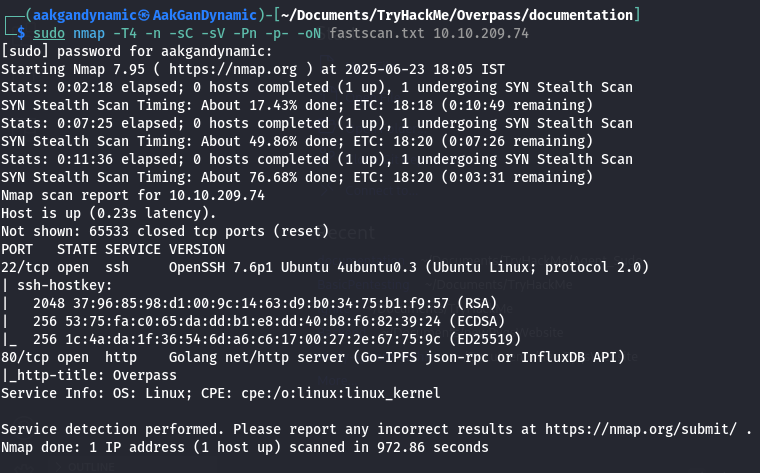 ┌──(aakgandynamic㉿AakGanDynamic)-[~/Documents/TryHackMe/Overpass/documentation]
└─$ sudo nmap -T4 -n -sC -sV -Pn -p- -oN fastscan.txt 10.10.209.74
[sudo] password for aakgandynamic:
Starting Nmap 7.95 ( https://nmap.org ) at 2025-06-23 18:05 IST
Stats: 0:02:18 elapsed; 0 hosts completed (1 up), 1 undergoing SYN Stealth Scan
SYN Stealth Scan Timing: About 17.43% done; ETC: 18:18 (0:10:49 remaining)
Stats: 0:07:25 elapsed; 0 hosts completed (1 up), 1 undergoing SYN Stealth Scan
SYN Stealth Scan Timing: About 49.86% done; ETC: 18:20 (0:07:26 remaining)
Stats: 0:11:36 elapsed; 0 hosts completed (1 up), 1 undergoing SYN Stealth Scan
SYN Stealth Scan Timing: About 76.68% done; ETC: 18:20 (0:03:31 remaining)
Nmap scan report for 10.10.209.74
Host is up (0.23s latency).
Not shown: 65533 closed tcp ports (reset)
PORT   STATE SERVICE VERSION
22/tcp open  ssh     OpenSSH 7.6p1 Ubuntu 4ubuntu0.3 (Ubuntu Linux; protocol 2.0)
| ssh-hostkey:
|   2048 37:96:85:98:d1:00:9c:14:63:d9:b0:34:75:b1:f9:57 (RSA)
|   256 53:75:fa:c0:65:da:dd:b1:e8:dd:40:b8:f6:82:39:24 (ECDSA)
|_  256 1c:4a:da:1f:36:54:6d:a6:c6:17:00:27:2e:67:75:9c (ED25519)
80/tcp open  http    Golang net/http server (Go-IPFS json-rpc or InfluxDB API)
|_http-title: Overpass
Service Info: OS: Linux; CPE: cpe:/o:linux:linux_kernel

Service detection performed. Please report any incorrect results at https://nmap.org/submit/ .
Nmap done: 1 IP address (1 host up) scanned in 972.86 seconds